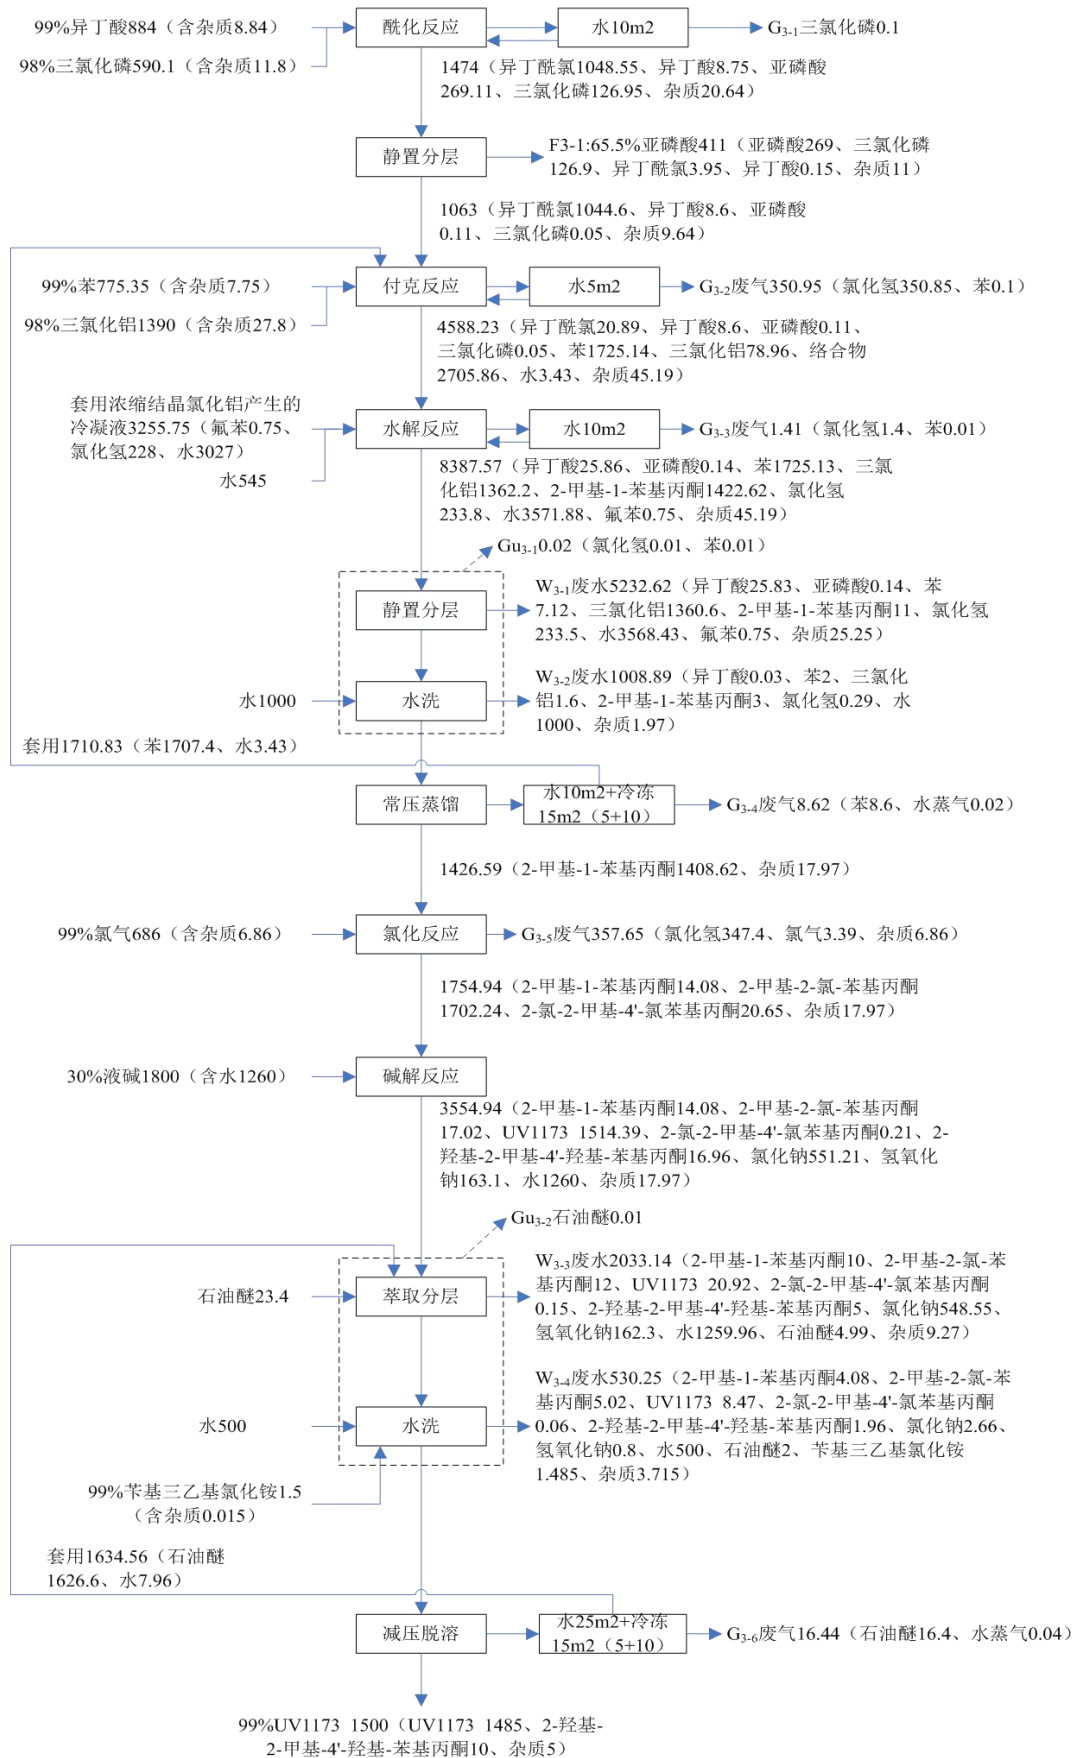 99%异丁酸884（含杂质8.84）
98%三氯化磷590.1（含杂质11.8）
酰化反应
水10m2
G3-1三氯化磷0.1
1474（异丁酰氯1048.55、异丁酸8.75、亚磷酸
269.11、三氯化磷126.95、杂质20.64）
静置分层
F3-1:65.5%亚磷酸411（亚磷酸269、三氯化磷
126.9、异丁酰氯3.95、异丁酸0.15、杂质11）
1063（异丁酰氯1044.6、异丁酸8.6、亚磷酸
0.11、三氯化磷0.05、杂质9.64）
99%苯775.35（含杂质7.75）
98%三氯化铝1390（含杂质27.8）
付克反应
水5m2
G3-2废气350.95（氯化氢350.85、苯0.1）
4588.23（异丁酰氯20.89、异丁酸8.6、亚磷酸0.11、
三氯化磷0.05、苯1725.14、三氯化铝78.96、络合物
2705.86、水3.43、杂质45.19）
套用浓缩结晶氯化铝产生的
冷凝液3255.75（氟苯0.75、
氯化氢228、水3027）
水545
水解反应
水10m2
G3-3废气1.41（氯化氢1.4、苯0.01）
8387.57（异丁酸25.86、亚磷酸0.14、苯1725.13、三氯
化铝1362.2、2-甲基-1-苯基丙酮1422.62、氯化氢
233.8、水3571.88、氟苯0.75、杂质45.19）
Gu3-10.02（氯化氢0.01、苯0.01）
静置分层
W3-1废水5232.62（异丁酸25.83、亚磷酸0.14、苯
7.12、三氯化铝1360.6、2-甲基-1-苯基丙酮11、氯化氢
233.5、水3568.43、氟苯0.75、杂质25.25）
水1000
水洗
W3-2废水1008.89（异丁酸0.03、苯2、三氯化
铝1.6、2-甲基-1-苯基丙酮3、氯化氢0.29、水
1000、杂质1.97）
套用1710.83（苯1707.4、水3.43）
常压蒸馏
水10m2+冷冻
15m2（5+10）
G3-4废气8.62（苯8.6、水蒸气0.02）
1426.59（2-甲基-1-苯基丙酮1408.62、杂质17.97）
99%氯气686（含杂质6.86）
氯化反应
G3-5废气357.65（氯化氢347.4、氯气3.39、杂质6.86）
1754.94（2-甲基-1-苯基丙酮14.08、2-甲基-2-氯-苯基丙酮
1702.24、2-氯-2-甲基-4'-氯苯基丙酮20.65、杂质17.97）
30%液碱1800（含水1260）
碱解反应
3554.94（2-甲基-1-苯基丙酮14.08、2-甲基-2-氯-苯基丙酮
17.02、UV1173 1514.39、2-氯-2-甲基-4'-氯苯基丙酮0.21、2-
羟基-2-甲基-4'-羟基-苯基丙酮16.96、氯化钠551.21、氢氧化
钠163.1、水1260、杂质17.97）
Gu3-2石油醚0.01
石油醚23.4
萃取分层
W3-3废水2033.14（2-甲基-1-苯基丙酮10、2-甲基-2-氯-苯
基丙酮12、UV1173 20.92、2-氯-2-甲基-4'-氯苯基丙酮
0.15、2-羟基-2-甲基-4'-羟基-苯基丙酮5、氯化钠548.55、
氢氧化钠162.3、水1259.96、石油醚4.99、杂质9.27）
水500
水洗
W3-4废水530.25（2-甲基-1-苯基丙酮4.08、2-甲基-2-氯-苯
基丙酮5.02、UV1173 8.47、2-氯-2-甲基-4'-氯苯基丙酮
0.06、2-羟基-2-甲基-4'-羟基-苯基丙酮1.96、氯化钠2.66、
氢氧化钠0.8、水500、石油醚2、苄基三乙基氯化铵
1.485、杂质3.715）
99%苄基三乙基氯化铵1.5
（含杂质0.015）
套用1634.56（石油醚
1626.6、水7.96）
减压脱溶
水25m2+冷冻
15m2（5+10）
G3-6废气16.44（石油醚16.4、水蒸气0.04）
99%UV1173 1500（UV1173 1485、2-羟基-
2-甲基-4'-羟基-苯基丙酮10、杂质5）